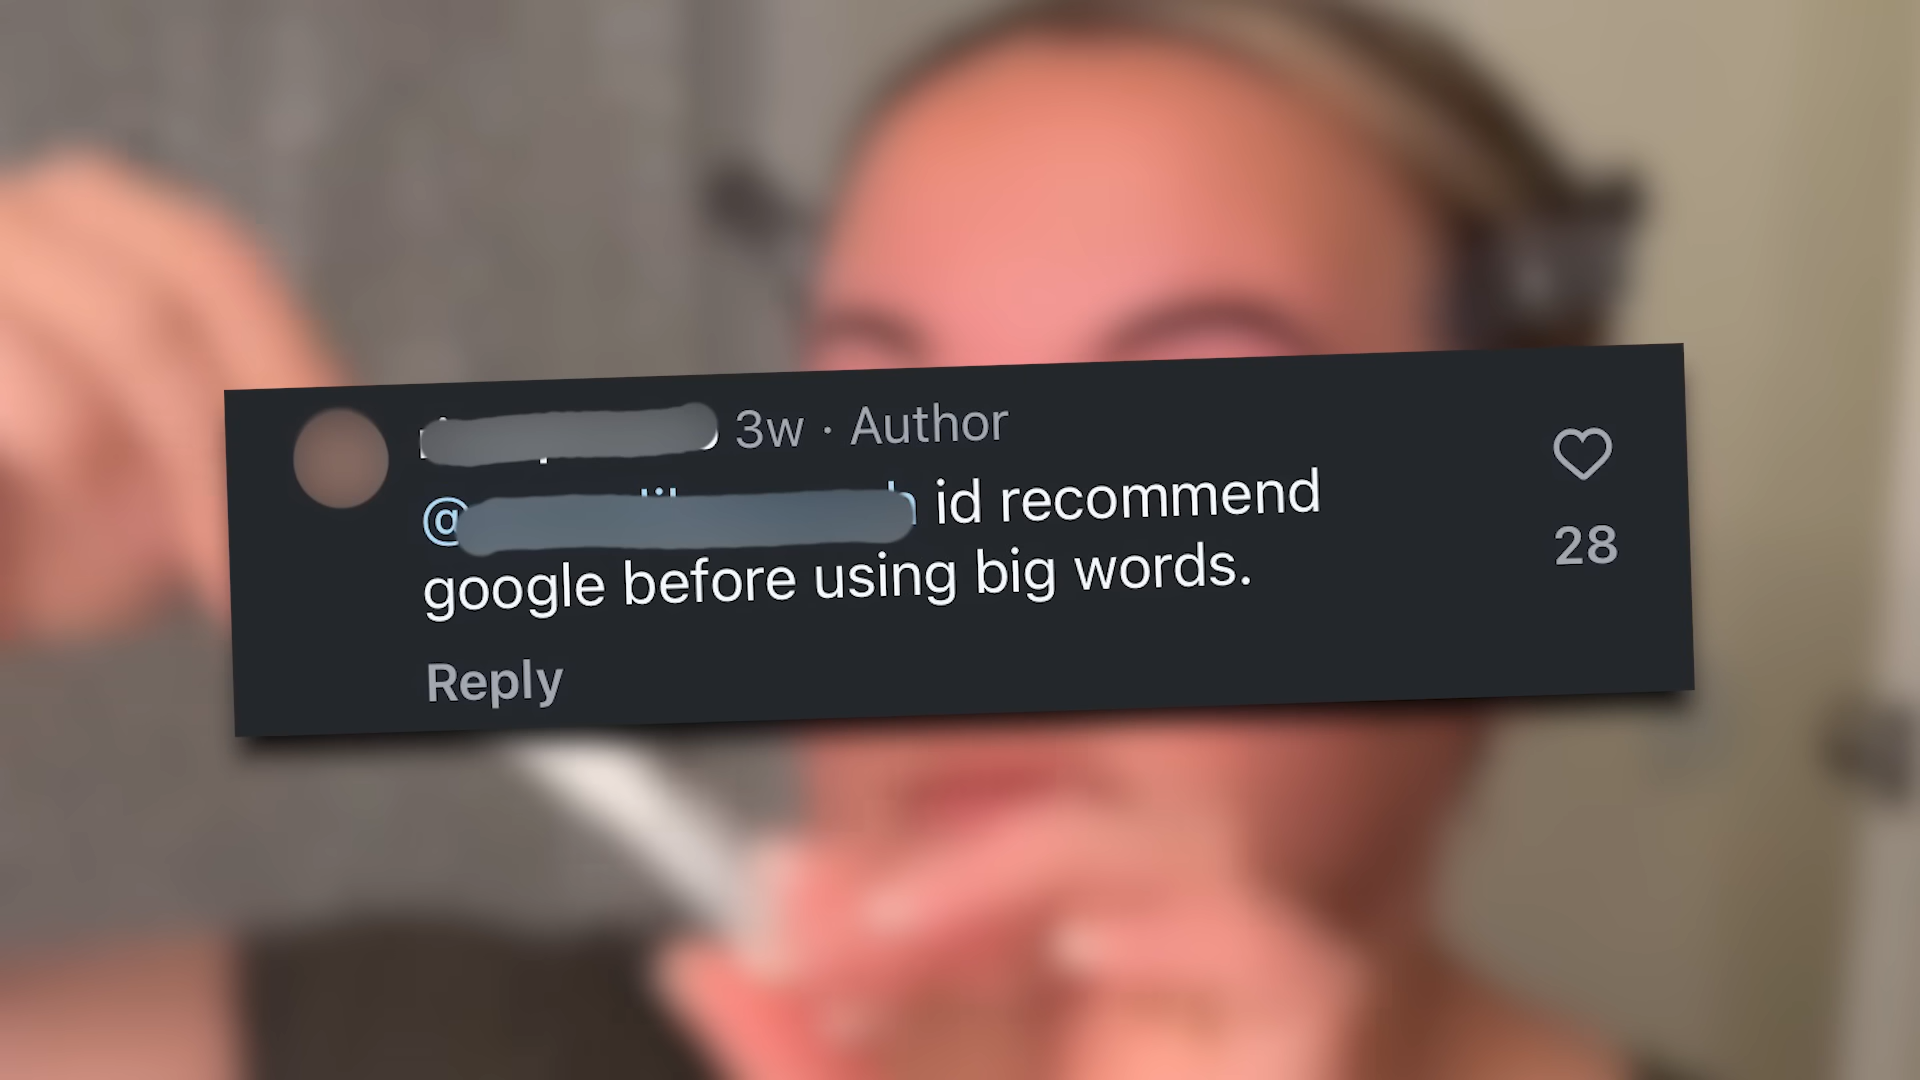 3w · Author
@ id recommend
google before using big words.
28
Reply